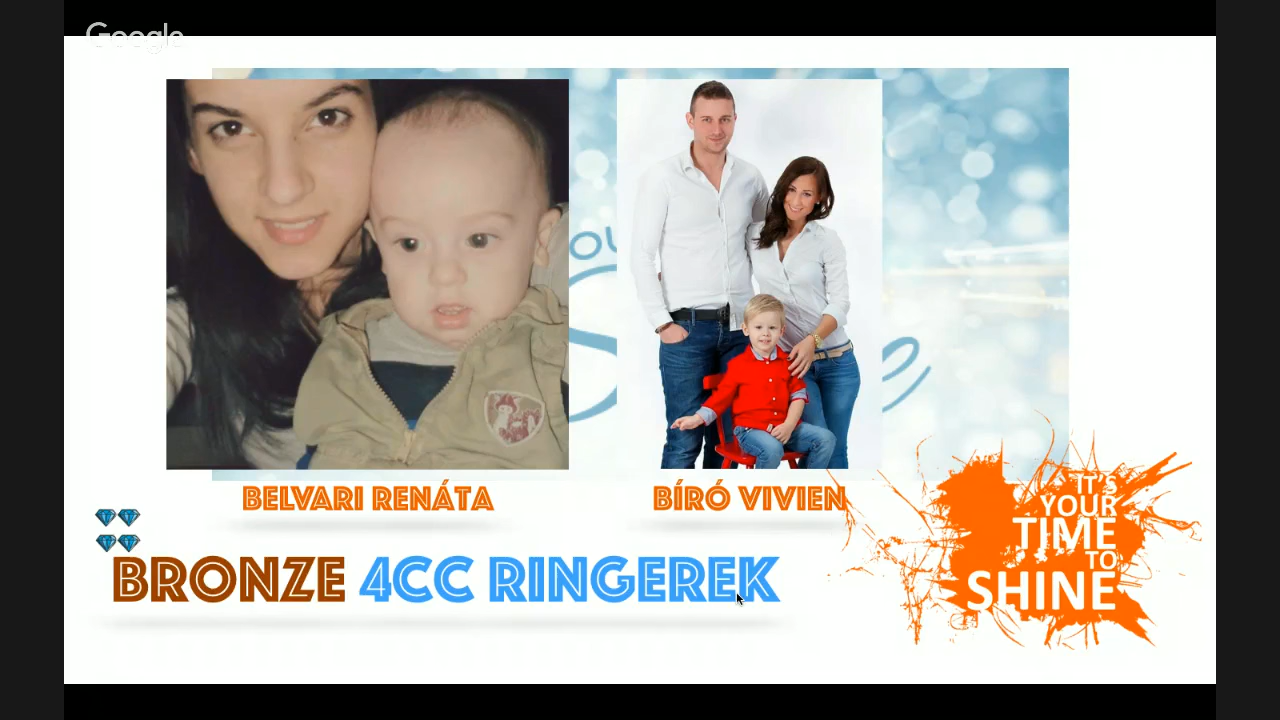 Google
BELVARI RENÁTA
BÍRÓ VIVIEN
BRONZE 4CC RINGEREK
IT'S
YOUR
TIME
TO
SHINE